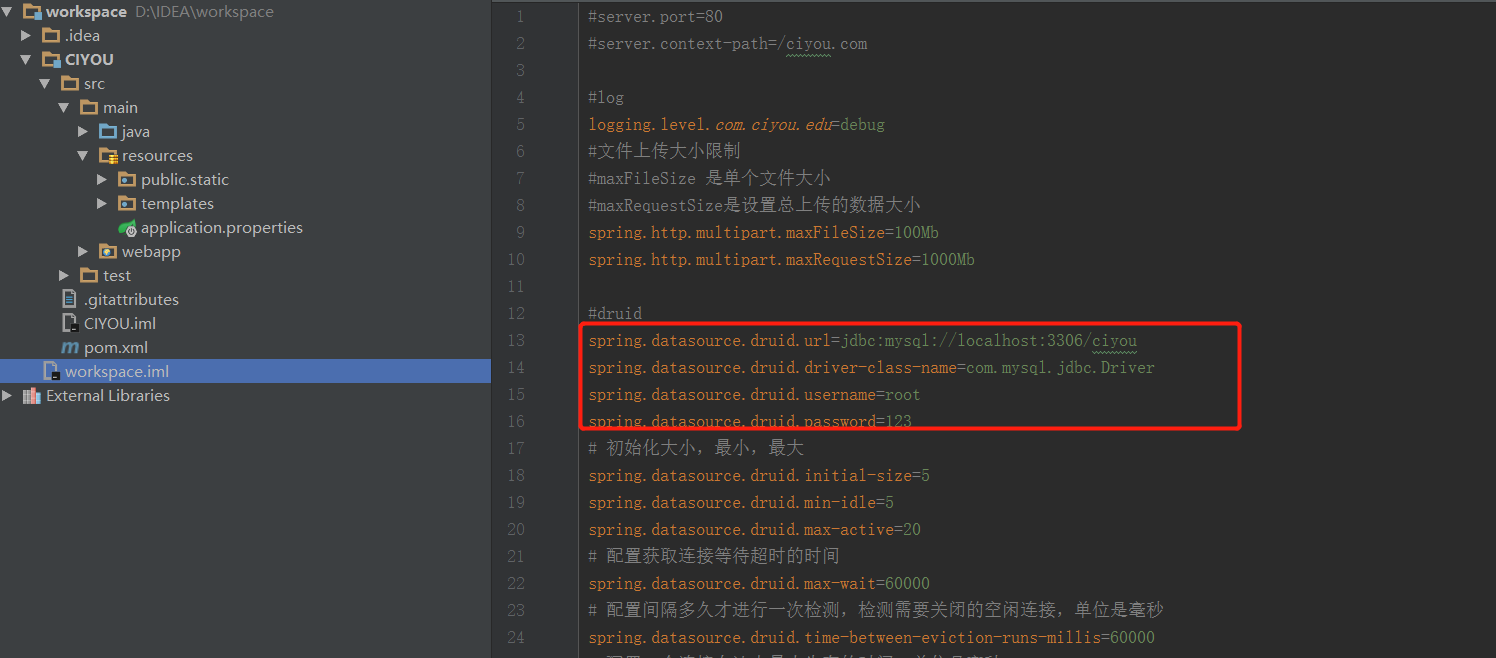 workspace D:\IDEA\workspace
.idea
CIYOU
src
main
java
resources
public.static
templates
application.properties
webapp
test
.gitattributes
CIYOU.iml
pom.xml
workspace.iml
External Libraries
1 #server.port=80
2 #server.context-path=/ciyou.com
3
4 #log
5 logging.level.com.ciyou.edu=debug
6 #文件上传大小限制
7 #maxFileSize 是单个文件大小
8 #maxRequestSize是设置总上传的数据大小
9 spring.http.multipart.maxFileSize=100Mb
10 spring.http.multipart.maxRequestSize=1000Mb
11
12 #druid
13 spring.datasource.druid.url=jdbc:mysql://localhost:3306/ciyou
14 spring.datasource.druid.driver-class-name=com.mysql.jdbc.Driver
15 spring.datasource.druid.username=root
16 spring.datasource.druid.password=123
17 # 初始化大小，最小，最大
18 spring.datasource.druid.initial-size=5
19 spring.datasource.druid.min-idle=5
20 spring.datasource.druid.max-active=20
21 # 配置获取连接等待超时的时间
22 spring.datasource.druid.max-wait=60000
23 # 配置间隔多久才进行一次检测，检测需要关闭的空闲连接，单位是毫秒
24 spring.datasource.druid.time-between-eviction-runs-millis=60000